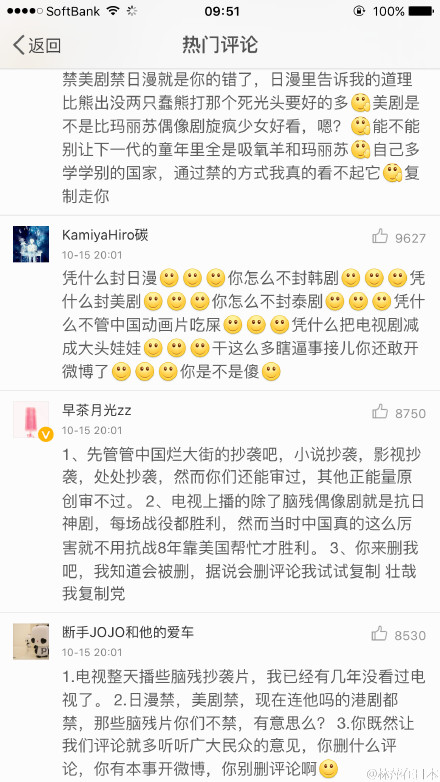 SoftBank 09:51 100%
返回 热门评论
禁美剧禁日漫就是你的错了，日漫里告诉我的道理
比熊出没两只蠢熊打那个死光头要好的多🤔美剧是
不是比玛丽苏偶像剧旋疯少女好看，嗯？🤔能不能
别让下一代的童年里全是吸氧羊和玛丽苏🤔自己多
学学别的国家，通过禁的方式我真的看不起它🤔复
制走你
KamiyaHiro碳 9627
10-15 20:01
凭什么封日漫🙂🙂🙂你怎么不封韩剧🙂🙂🙂凭
什么封美剧🙂🙂🙂你怎么不封泰剧🙂🙂🙂凭什
么不管中国动画片吃屎🙂🙂🙂凭什么把电视剧减
成大头娃娃🙂🙂🙂干这么多瞎逼事接儿你还敢开
微博了🙂🙂🙂你是不是傻🙂
早茶月光zz 8750
10-15 20:01
1、先管管中国烂大街的抄袭吧，小说抄袭，影视抄
袭，处处抄袭，然而你们还能审过，其他正能量原
创审不过。 2、电视上播的除了脑残偶像剧就是抗日
神剧，每场战役都胜利，然而当时中国真的这么厉
害就不用抗战8年靠美国帮忙才胜利。 3、你来删我
吧，我知道会被删，据说会删评论我试试复制 壮哉
我复制党
断手JOJO和他的爱车 8530
10-15 20:01
1.电视整天播些脑残抄袭片，我已经有几年没看过电
视了。 2.日漫禁，美剧禁，现在连他吗的港剧都
禁，那些脑残片你们不禁，有意思么？ 3.你既然让
我们评论就多听听广大民众的意见，你删什么评
论，你有本事开微博，你别删评论啊🙂